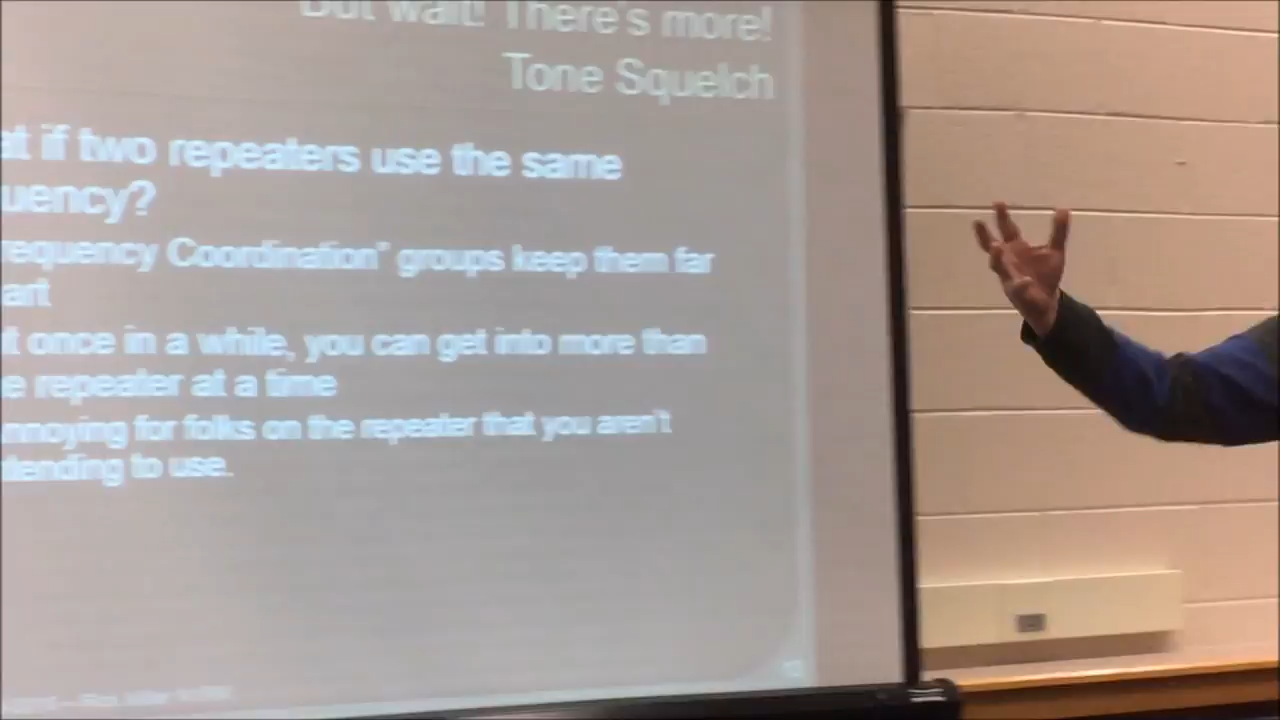 But wait! There's more!
Tone Squelch
at if two repeaters use the same
uency?
requency Coordination" groups keep them far
art
t once in a while, you can get into more than
e repeater at a time
nnoying for folks on the repeater that you aren't
tending to use.